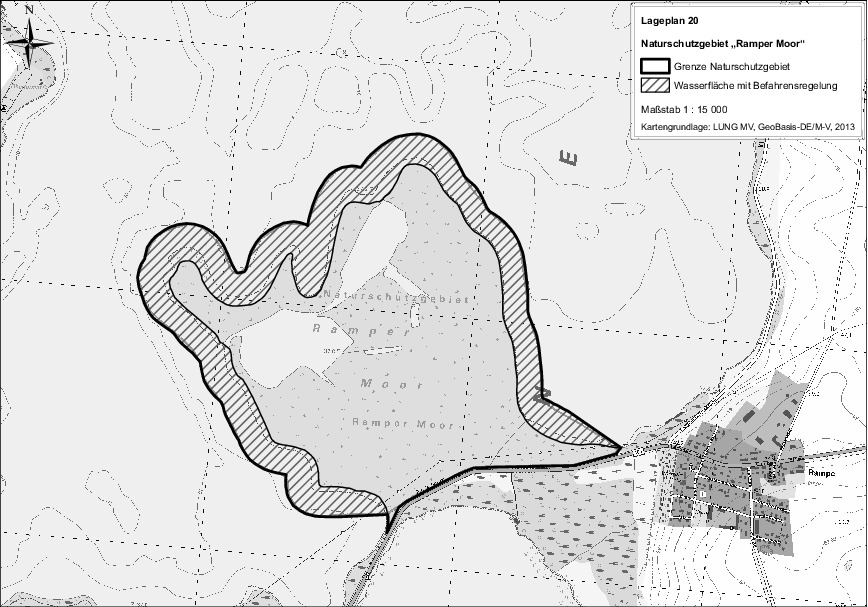 N
Lageplan 20
Naturschutzgebiet „Ramper Moor“
Grenze Naturschutzgebiet
Wasserfläche mit Befahrensregelung
Maßstab 1 : 15 000
Kartengrundlage: LUNG MV, GeoBasis-DE/M-V, 2013
E
Naturschutzgebiet
Ramper
Moor
Ramper Moor
Rampe